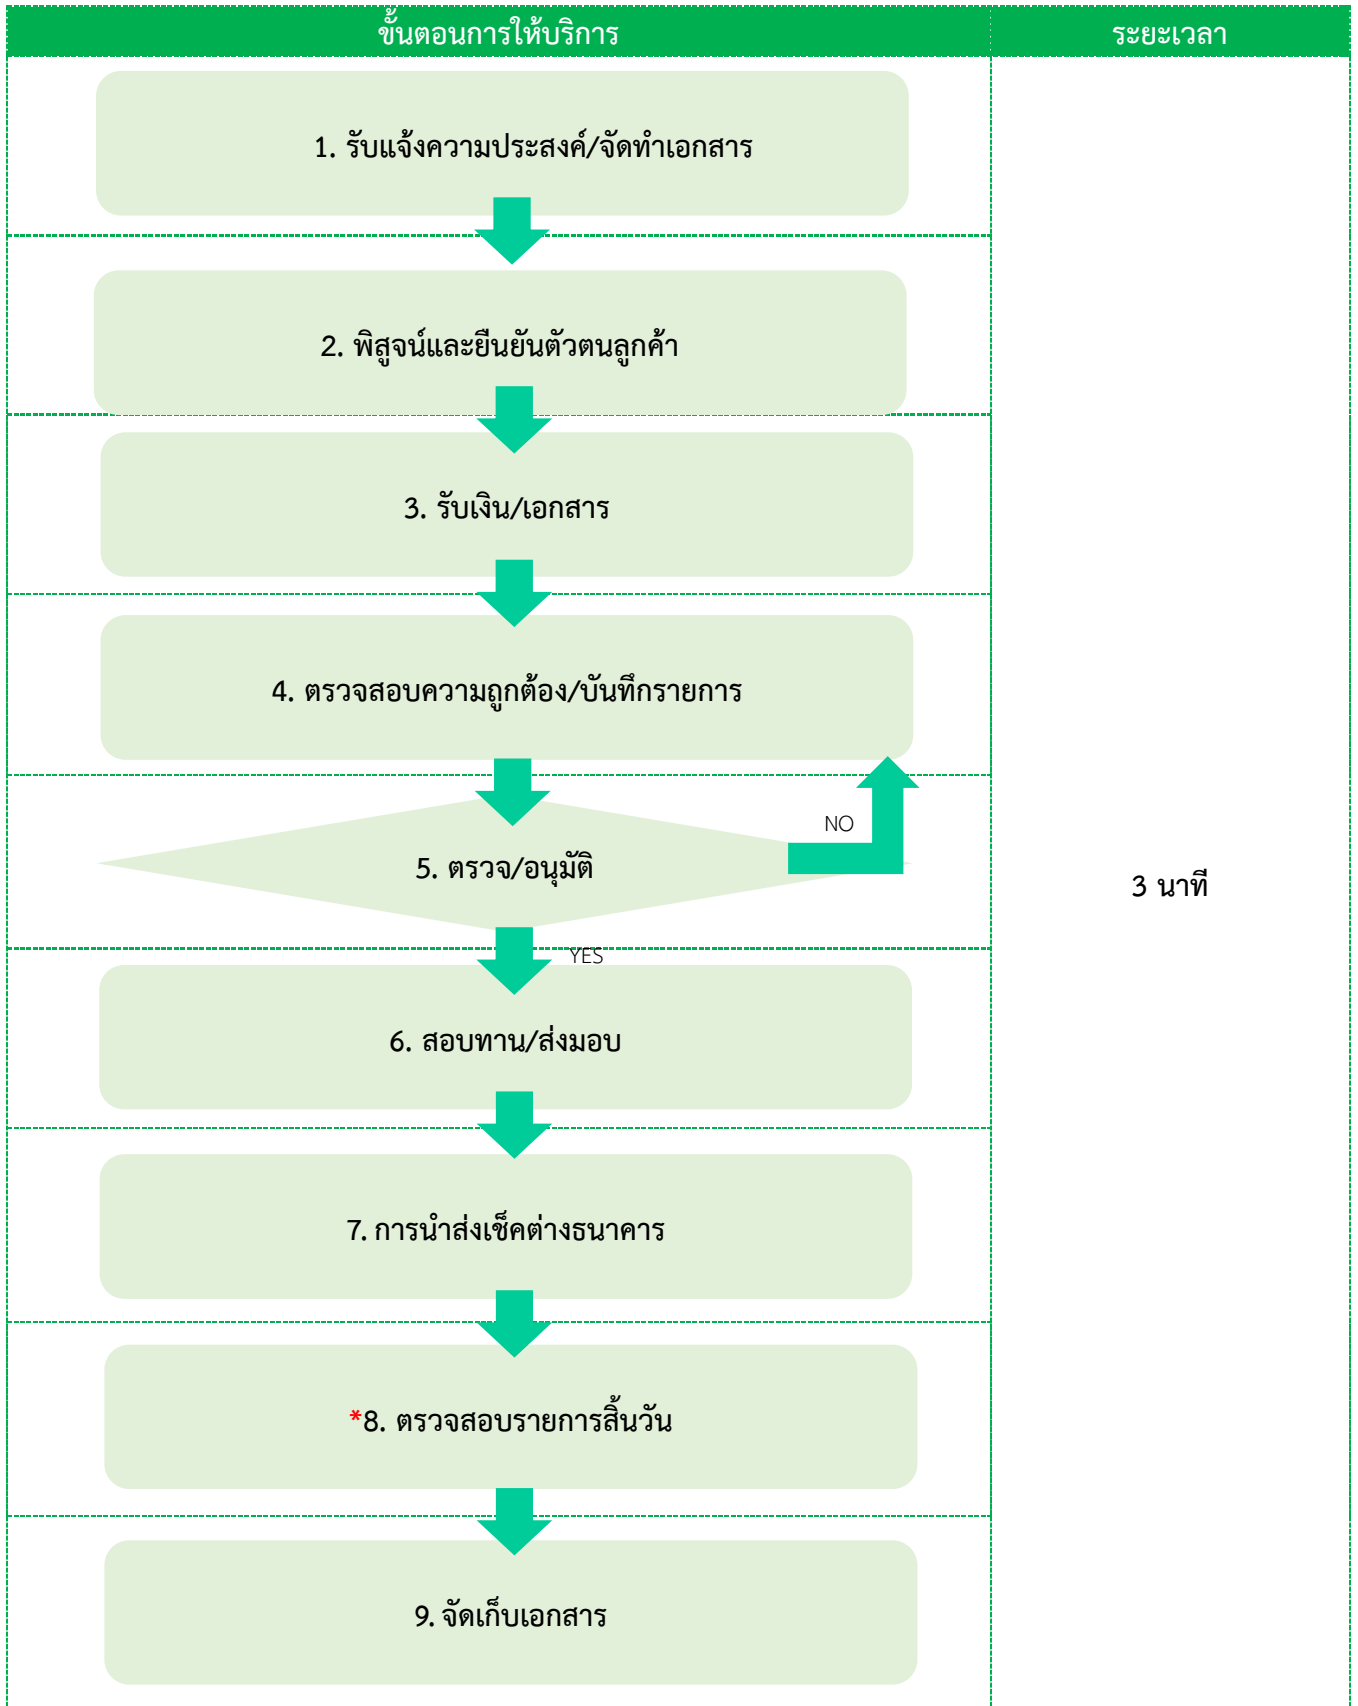 ขั้นตอนการให้บริการ
ระยะเวลา
1. รับแจ้งความประสงค์/จัดทำเอกสาร
2. พิสูจน์และยืนยันตัวตนลูกค้า
3. รับเงิน/เอกสาร
4. ตรวจสอบความถูกต้อง/บันทึกรายการ
NO
5. ตรวจ/อนุมัติ
3 นาที
YES
6. สอบทาน/ส่งมอบ
7. การนำส่งเช็คต่างธนาคาร
*8. ตรวจสอบรายการสิ้นวัน
9. จัดเก็บเอกสาร